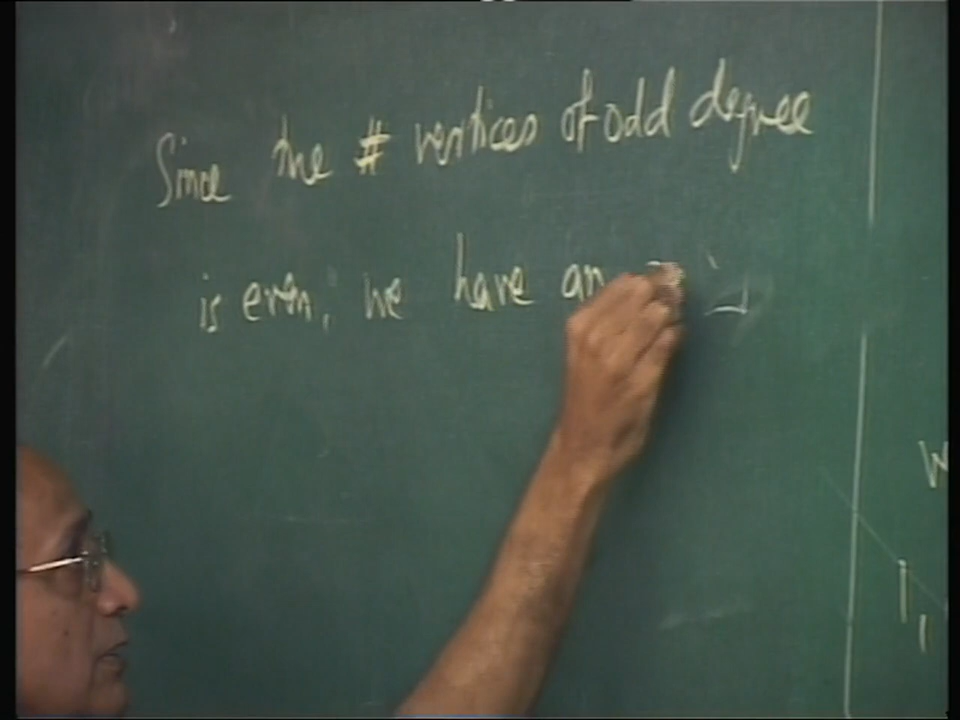 Since the # vertices of odd degree
is even, we have an